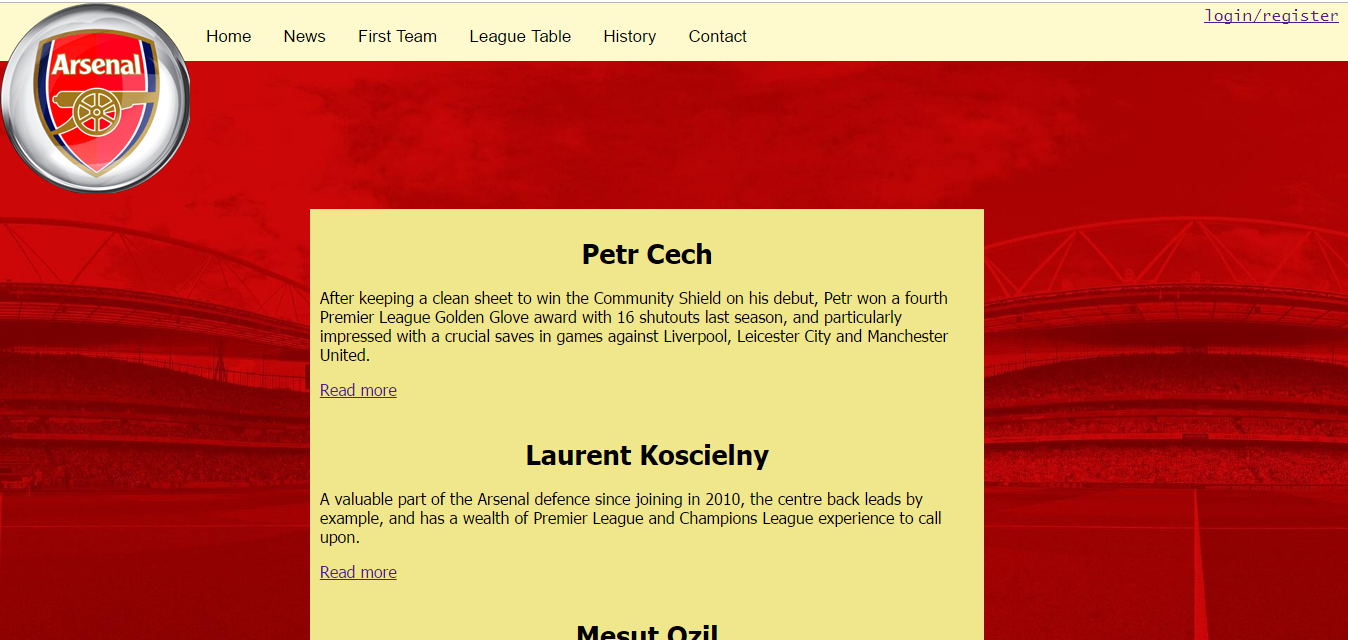 Home News First Team League Table History Contact
login/register
Arsenal
Petr Cech
After keeping a clean sheet to win the Community Shield on his debut, Petr won a fourth
Premier League Golden Glove award with 16 shutouts last season, and particularly
impressed with a crucial saves in games against Liverpool, Leicester City and Manchester
United.
Read more
Laurent Koscielny
A valuable part of the Arsenal defence since joining in 2010, the centre back leads by
example, and has a wealth of Premier League and Champions League experience to call
upon.
Read more
Mesut Ozil